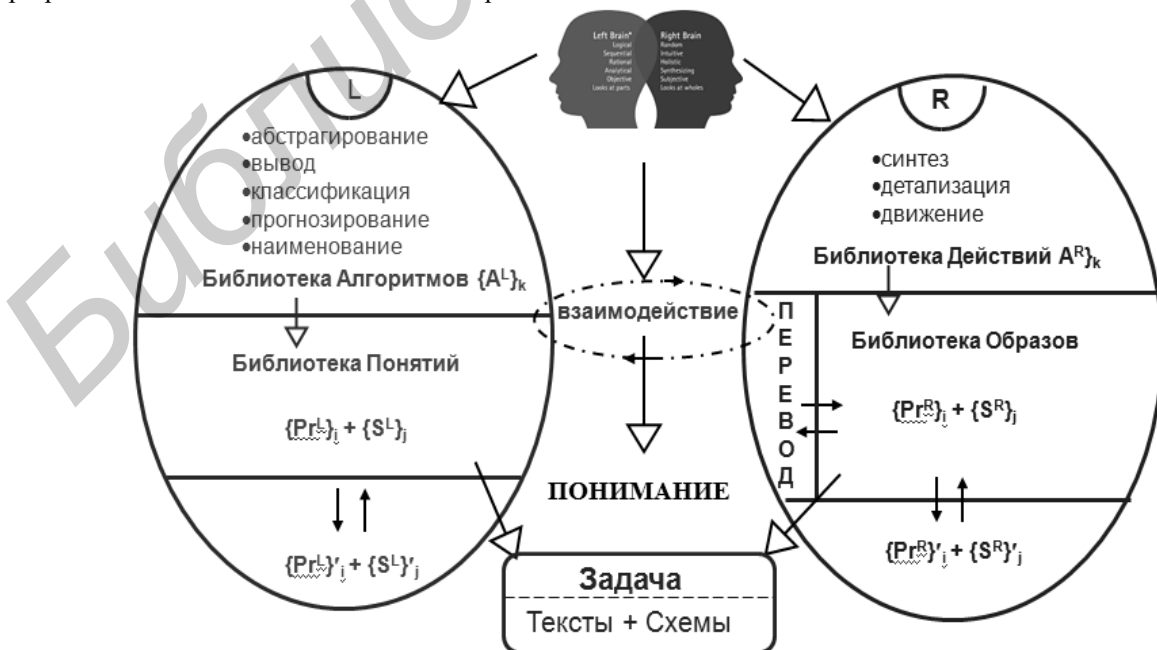 Библио
Left Brain*
Logical
Sequential
Rational
Analytical
Objective
Looks at parts
Right Brain
Random
Intuitive
Holistic
Synthesizing
Subjective
Looks at wholes
L
•абстрагирование
•вывод
•классификация
•прогнозирование
•наименование
Библиотека Алгоритмов {A^L}_k
Библиотека Понятий
{Pr^L}_i + {S^L}_j
{Pr^L}'_i + {S^L}'_j
взаимодействие
ПОНИМАНИЕ
R
•синтез
•детализация
•движение
Библиотека Действий A^R}_k
ПЕРЕВОД
Библиотека Образов
{Pr^R}_i + {S^R}_j
{Pr^R}'_i + {S^R}'_j
Задача
Тексты + Схемы